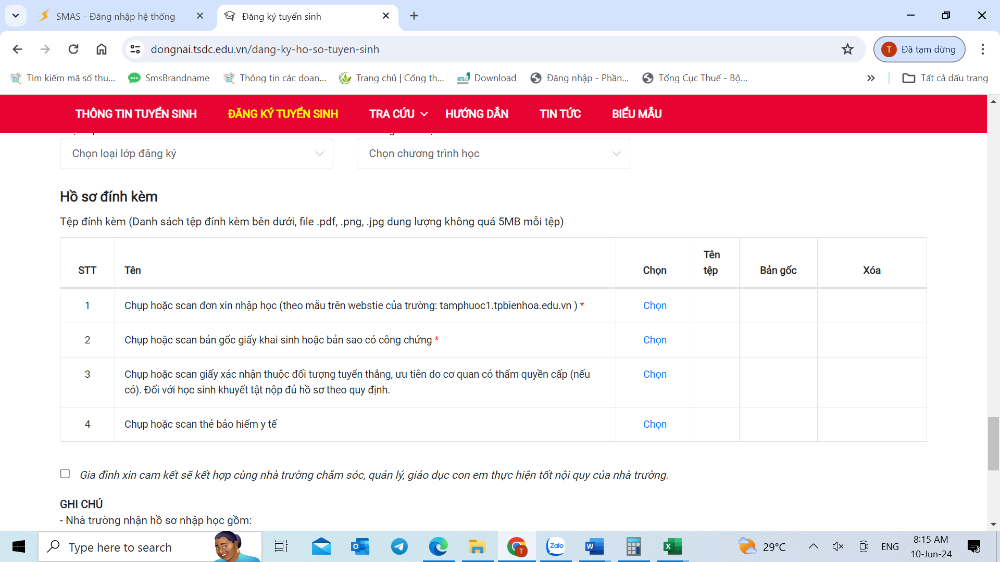 SMAS - Đăng nhập hệ thống
Đăng ký tuyển sinh
dongnai.tsdc.edu.vn/dang-ky-ho-so-tuyen-sinh
T Đã tạm dừng
Tìm kiếm mã số thu...
SmsBrandname
Thông tin các doan...
Trang chủ | Cổng th...
Download
Đăng nhập - Phần...
Tổng Cục Thuế - Bộ...
Tất cả dấu trang
THÔNG TIN TUYỂN SINH
ĐĂNG KÝ TUYỂN SINH
TRA CỨU
HƯỚNG DẪN
TIN TỨC
BIỂU MẪU
Chọn loại lớp đăng ký
Chọn chương trình học
Hồ sơ đính kèm
Tệp đính kèm (Danh sách tệp đính kèm bên dưới, file .pdf, .png, .jpg dung lượng không quá 5MB mỗi tệp)
STT
Tên
Chọn
Tên
tệp
Bản gốc
Xóa
1
Chụp hoặc scan đơn xin nhập học (theo mẫu trên webstie của trường: tamphuoc1.tpbienhoa.edu.vn ) *
Chọn
2
Chụp hoặc scan bản gốc giấy khai sinh hoặc bản sao có công chứng *
Chọn
3
Chụp hoặc scan giấy xác nhận thuộc đối tượng tuyển thẳng, ưu tiên do cơ quan có thẩm quyền cấp (nếu
có). Đối với học sinh khuyết tật nộp đủ hồ sơ theo quy định.
Chọn
4
Chụp hoặc scan thẻ bảo hiểm y tế
Chọn
Gia đình xin cam kết sẽ kết hợp cùng nhà trường chăm sóc, quản lý, giáo dục con em thực hiện tốt nội quy của nhà trường.
GHI CHÚ
- Nhà trường nhận hồ sơ nhập học gồm:
Type here to search
Zalo
29°C
ENG
8:15 AM
10-Jun-24